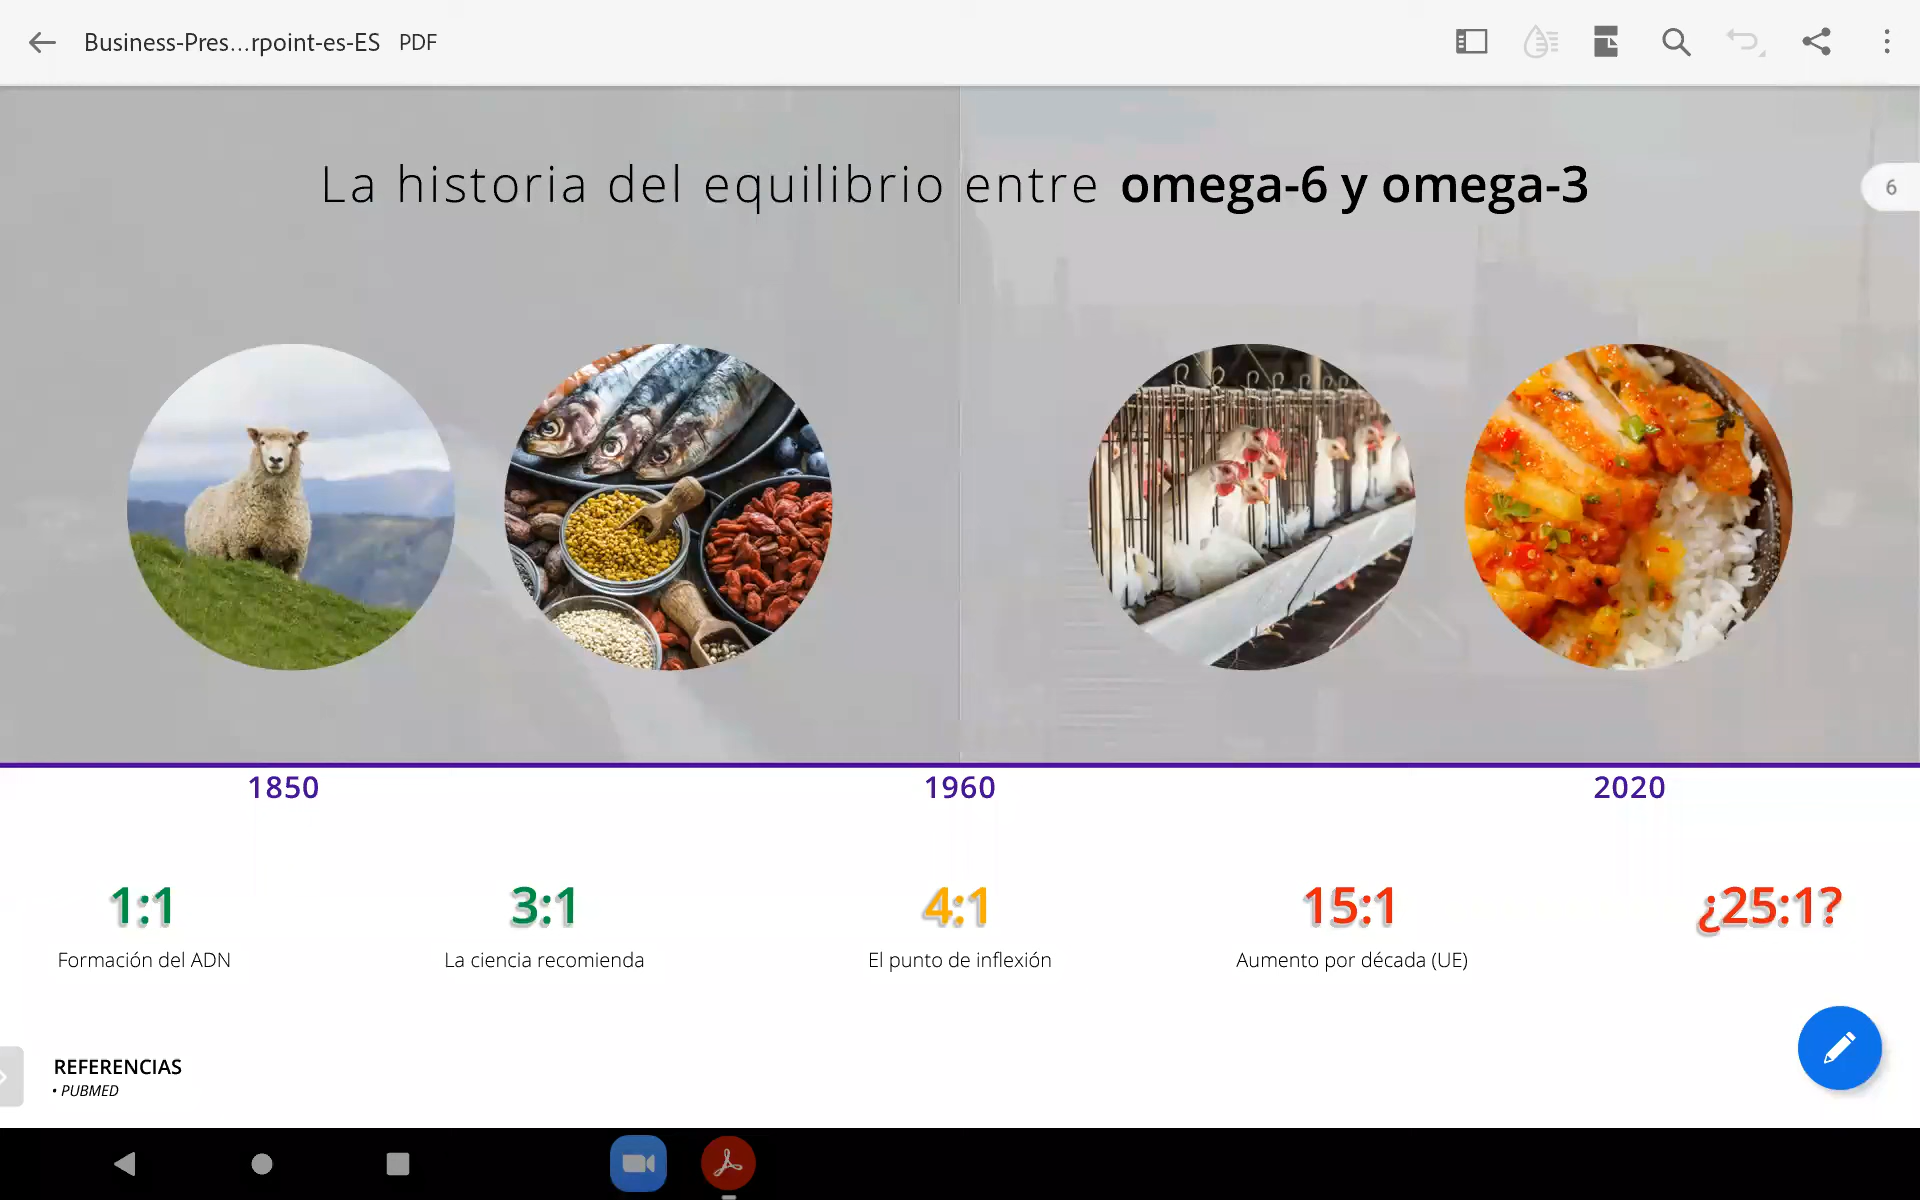 Business-Pres...rpoint-es-ES PDF
La historia del equilibrio entre omega-6 y omega-3
6
1850 1960 2020
1:1 3:1 4:1 15:1 ¿25:1?
Formación del ADN La ciencia recomienda El punto de inflexión Aumento por década (UE)
REFERENCIAS
• PUBMED